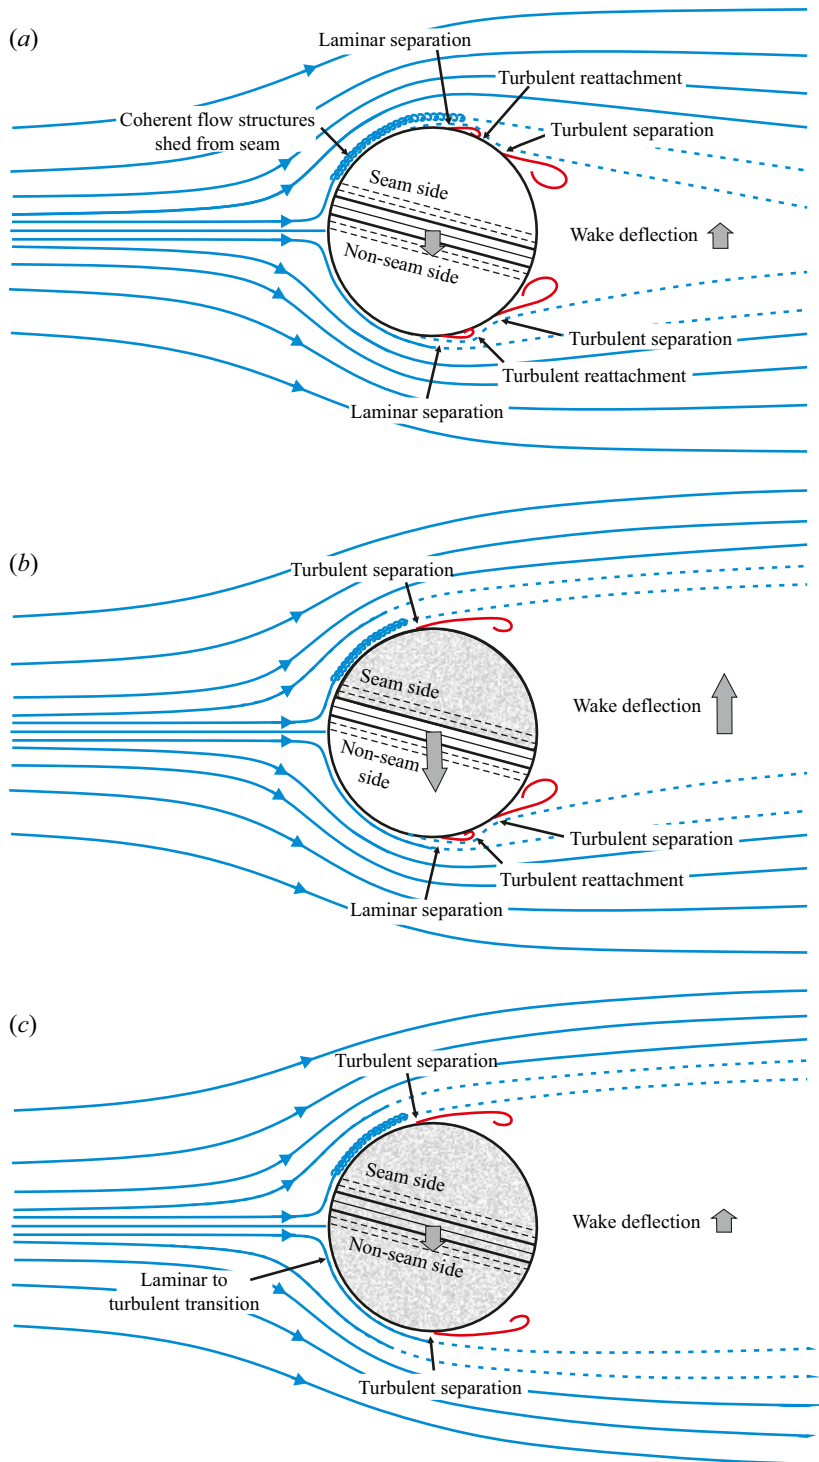 (a)
Laminar separation
Turbulent reattachment
Coherent flow structures
shed from seam
Turbulent separation
Seam side
Non-seam side
Wake deflection
Turbulent separation
Turbulent reattachment
Laminar separation
(b)
Turbulent separation
Seam side
Non-seam
side
Wake deflection
Turbulent separation
Turbulent reattachment
Laminar separation
(c)
Turbulent separation
Seam side
Non-seam side
Wake deflection
Laminar to
turbulent transition
Turbulent separation